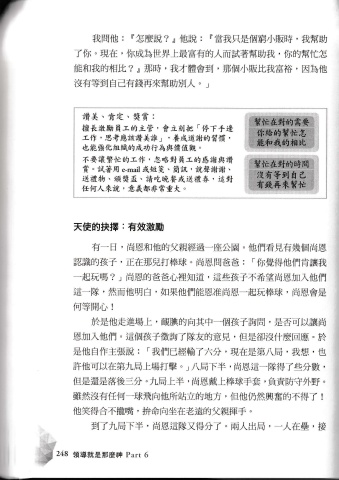 我問他：『怎麼說？』他說：『當我只是個窮小販時，我幫助
了你。現在，你成為世界上最富有的人而試著幫助我，你的幫忙怎
能和我的相比？』那時，我才體會到，那個小販比我富裕，因為他
沒有等到自己有錢再來幫助別人。」
讚美、肯定、獎賞：
擅長激勵員工的主管，會立刻把「停下手邊
工作，思考應該讚美誰」，養成道謝的習慣，
也能強化組織的成功行為與價值觀。
不要讓繁忙的工作，忽略對員工的感謝與讚
賞。試著用 e-mail 或短箋、簡訊，說聲謝謝、
送禮物、頒獎盃、請吃晚餐或送禮券，這對
任何人來說，意義都非常重大。
幫忙在對的需要
你給的幫忙怎
能和我的相比
幫忙在對的時間
沒有等到自己
有錢再來幫忙
天使的抉擇：有效激勵
有一日，尚恩和他的父親經過一座公園，他們看見有幾個尚恩
認識的孩子，正在那兒打棒球。尚恩問爸爸：「你覺得他們肯讓我
一起玩嗎？」尚恩的爸爸心裡知道，這些孩子不希望尚恩加入他們
這一隊，然而他明白，如果他們能恩准尚恩一起玩棒球，尚恩會是
何等開心！
於是他走進場上，靦腆的向其中一個孩子詢問，是否可以讓尚
恩加入他們。這個孩子徵詢了隊友的意見，但是卻沒什麼回應。於
是他自作主張說：「我們已經輸了六分，現在是第八局，我想，也
許他可以在第九局上場打擊。」八局下半，尚恩這一隊得了些分數，
但是還是落後三分。九局上半，尚恩戴上棒球手套，負責防守外野。
雖然沒有任何一球飛向他所站立的地方，但他仍然興奮的不得了！
他笑得合不攏嘴，拚命向坐在老遠的父親揮手。
到了九局下半，尚恩這隊又得分了。兩人出局，一人在壘，接
248 領導就是那麼神 Part 6